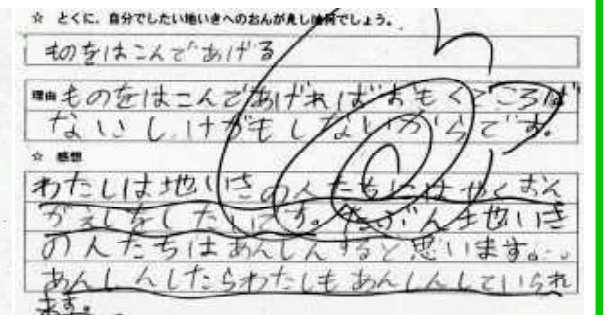 ☆ とくに、自分でしたい地いきへのおんがえしは何でしょう。
ものをはこんであげる
理由 ものをはこんであげればおもくてころば
ないし、けがもしないからです。
☆ 感想
わたしは地いきの人たちにはやくおん
がえしをしたいです。たぶん地いき
の人たちはあんしんすると思います。
あんしんしたらわたしもあんしんしていられ
ます。